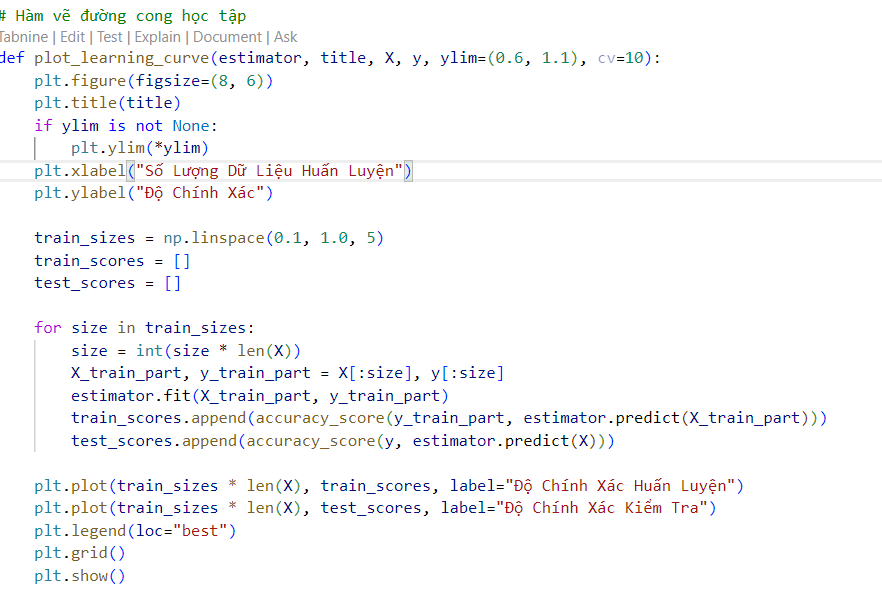 # Hàm vẽ đường cong học tập
Tabnine | Edit | Test | Explain | Document | Ask
def plot_learning_curve(estimator, title, X, y, ylim=(0.6, 1.1), cv=10):
    plt.figure(figsize=(8, 6))
    plt.title(title)
    if ylim is not None:
        plt.ylim(*ylim)
    plt.xlabel("Số Lượng Dữ Liệu Huấn Luyện")
    plt.ylabel("Độ Chính Xác")

    train_sizes = np.linspace(0.1, 1.0, 5)
    train_scores = []
    test_scores = []

    for size in train_sizes:
        size = int(size * len(X))
        X_train_part, y_train_part = X[:size], y[:size]
        estimator.fit(X_train_part, y_train_part)
        train_scores.append(accuracy_score(y_train_part, estimator.predict(X_train_part)))
        test_scores.append(accuracy_score(y, estimator.predict(X)))

    plt.plot(train_sizes * len(X), train_scores, label="Độ Chính Xác Huấn Luyện")
    plt.plot(train_sizes * len(X), test_scores, label="Độ Chính Xác Kiểm Tra")
    plt.legend(loc="best")
    plt.grid()
    plt.show()